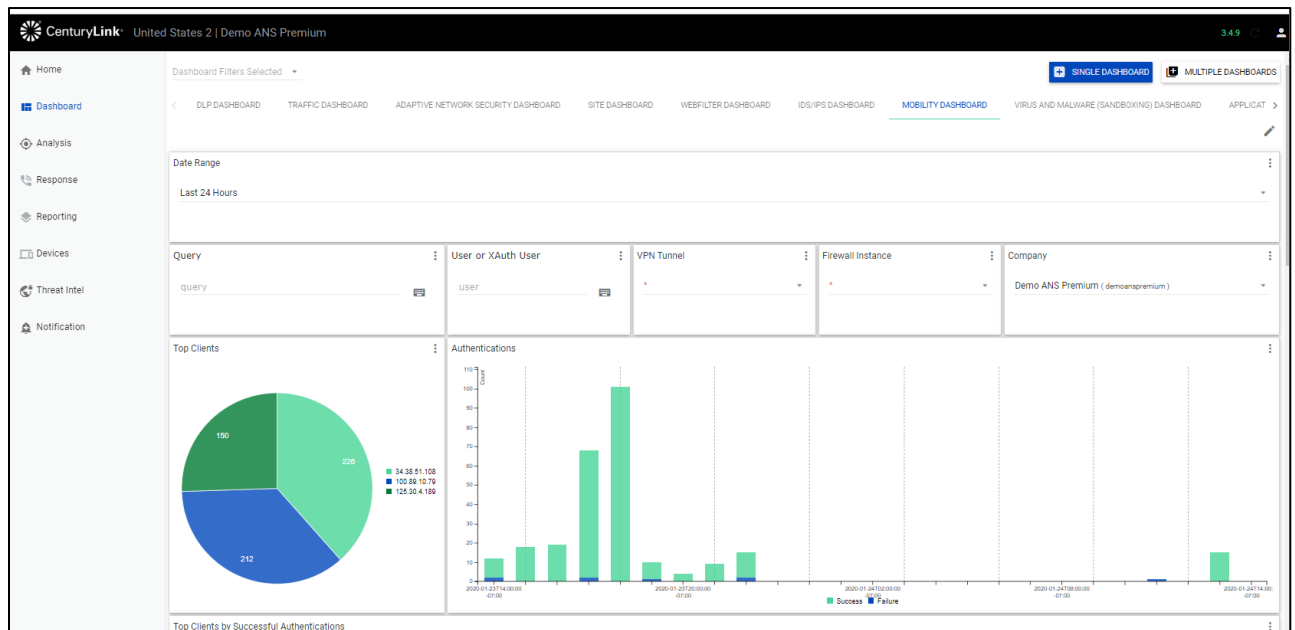 CenturyLink® United States 2 | Demo ANS Premium
3.4.9
Home
Dashboard
Analysis
Response
Reporting
Devices
Threat Intel
Notification
Dashboard Filters Selected
SINGLE DASHBOARD
MULTIPLE DASHBOARDS
DLP DASHBOARD TRAFFIC DASHBOARD ADAPTIVE NETWORK SECURITY DASHBOARD SITE DASHBOARD WEBFILTER DASHBOARD IDS/IPS DASHBOARD MOBILITY DASHBOARD VIRUS AND MALWARE (SANDBOXING) DASHBOARD APPLICAT
Date Range
Last 24 Hours
Query
query
User or XAuth User
user
VPN Tunnel
*
Firewall Instance
*
Company
Demo ANS Premium ( demoanspremium )
Top Clients
150
226
212
34.38.51.108
100.89.10.79
125.30.4.189
Authentications
Count
110
100
90
80
70
60
50
40
30
20
10
0
2020-01-23T14:00:00
-07:00
2020-01-23T20:00:00
-07:00
2020-01-24T02:00:00
-07:00
2020-01-24T08:00:00
-07:00
2020-01-24T14:00:
-07:00
Success Failure
Top Clients by Successful Authentications